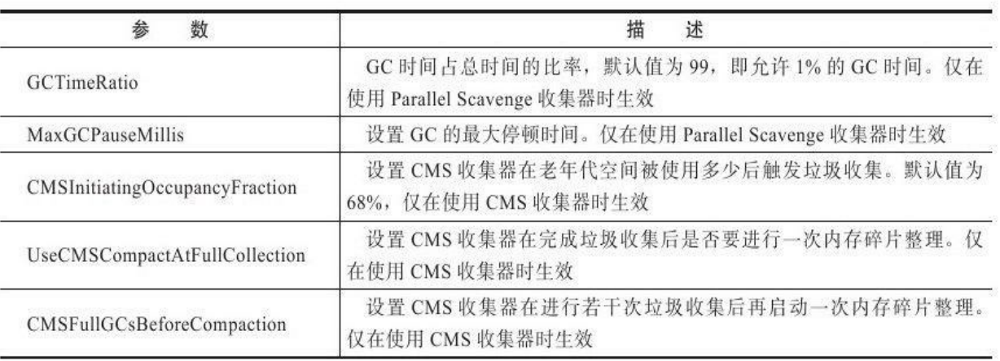 参 数 描 述
GCTimeRatio
GC 时间占总时间的比率，默认值为 99，即允许 1% 的 GC 时间。仅在
使用 Parallel Scavenge 收集器时生效
MaxGCPauseMillis
设置 GC 的最大停顿时间。仅在使用 Parallel Scavenge 收集器时生效
CMSInitiatingOccupancyFraction
设置 CMS 收集器在老年代空间被使用多少后触发垃圾收集。默认值为
68%，仅在使用 CMS 收集器时生效
UseCMSCompactAtFullCollection
设置 CMS 收集器在完成垃圾收集后是否要进行一次内存碎片整理。仅
在使用 CMS 收集器时生效
CMSFullGCsBeforeCompaction
设置 CMS 收集器在进行若干次垃圾收集后再启动一次内存碎片整理。
仅在使用 CMS 收集器时生效